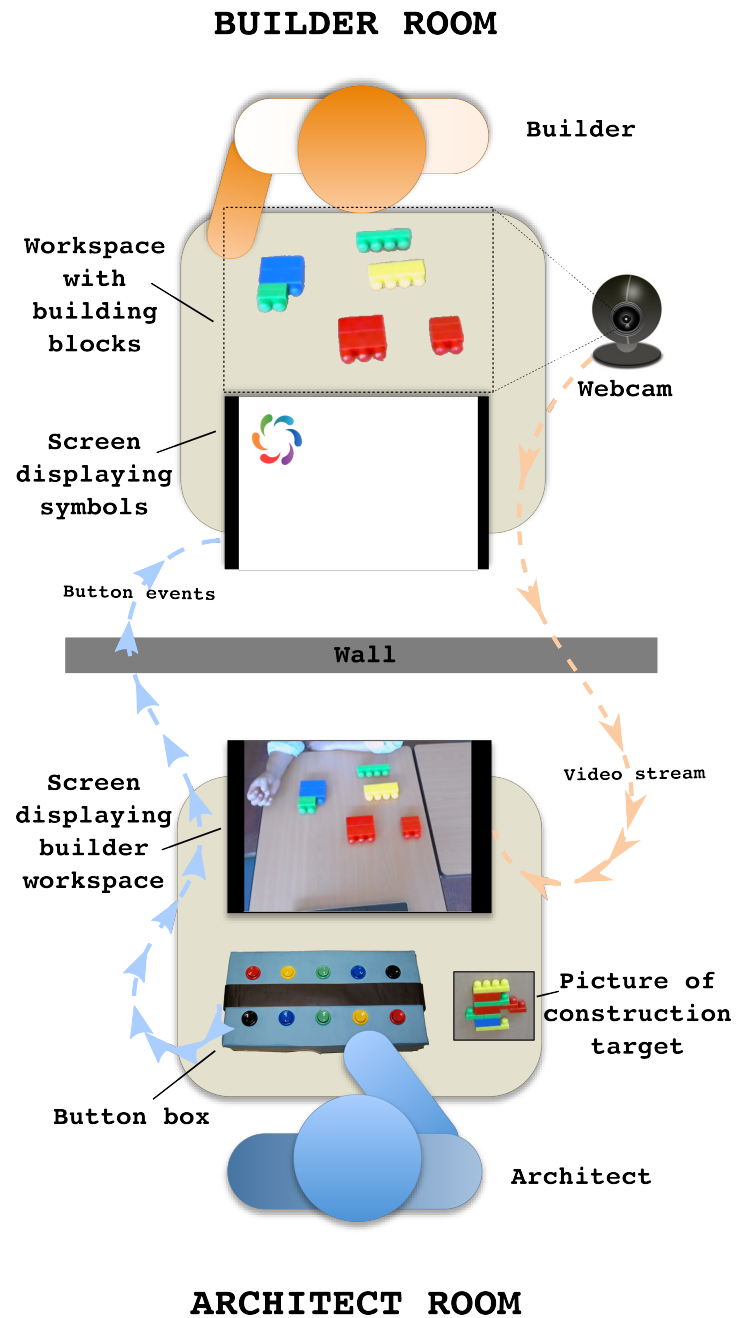 BUILDER ROOM
Builder
Workspace
with
building
blocks
Webcam
Screen
displaying
symbols
Button events
Wall
Video stream
Screen
displaying
builder
workspace
Picture of
construction
target
Button box
Architect
ARCHITECT ROOM